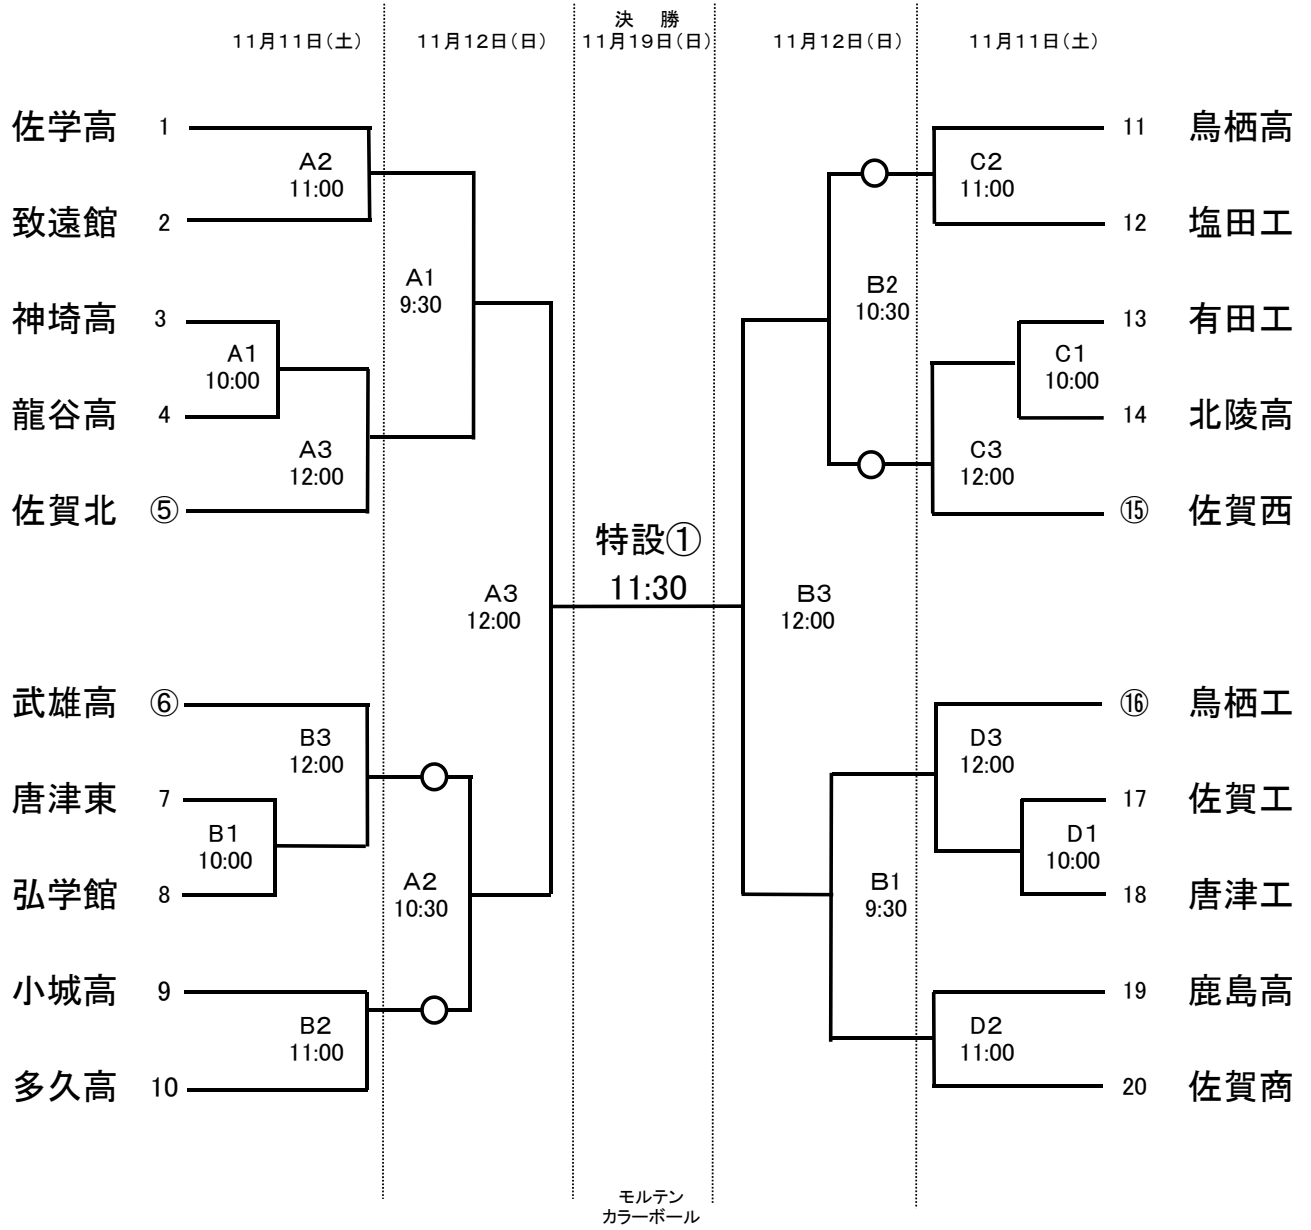 決　勝
11月11日(土)
11月12日(日)
11月19日(日)
11月12日(日)
11月11日(土)
佐学高 1
A2
11:00
致遠館 2
A1
9:30
神埼高 3
A1
10:00
龍谷高 4
A3
12:00
佐賀北 ⑤
A3
12:00
武雄高 ⑥
B3
12:00
唐津東 7
B1
10:00
弘学館 8
A2
10:30
小城高 9
B2
11:00
多久高 10
特設①
11:30
11 鳥栖高
C2
11:00
12 塩田工
B2
10:30
13 有田工
C1
10:00
14 北陵高
C3
12:00
⑮ 佐賀西
B3
12:00
⑯ 鳥栖工
D3
12:00
17 佐賀工
D1
10:00
18 唐津工
B1
9:30
19 鹿島高
D2
11:00
20 佐賀商
モルテン
カラーボール